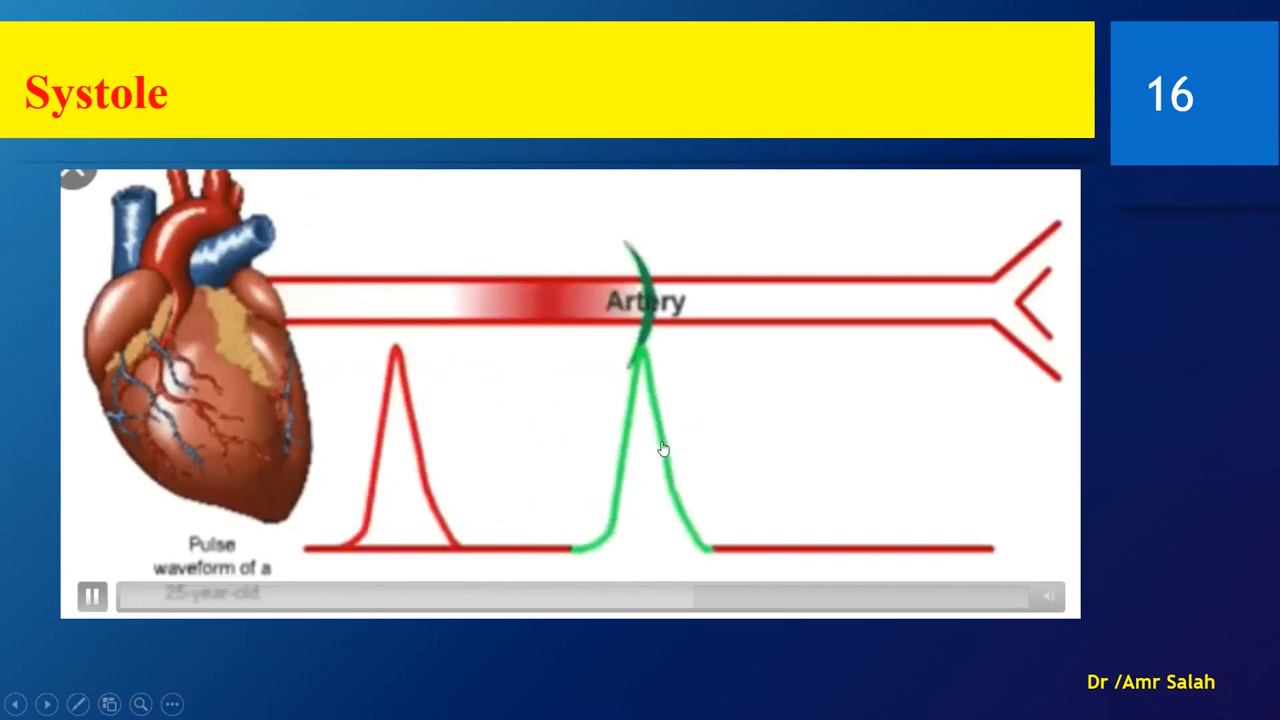 Systole
16
Artery
Pulse
waveform of a
25-year-old
Dr /Amr Salah